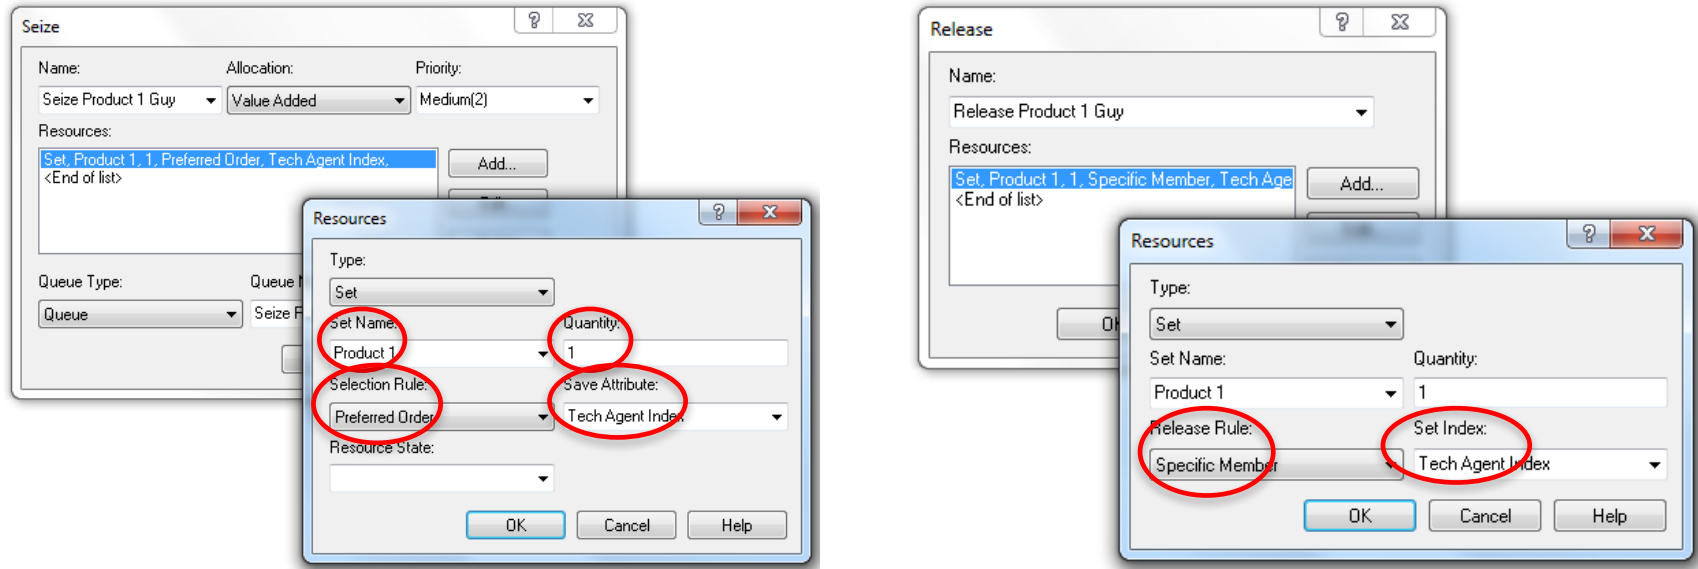 Seize
Name: Allocation: Priority:
Seize Product 1 Guy Value Added Medium(2)
Resources:
Set, Product 1, 1, Preferred Order, Tech Agent Index,
<End of list>
Add...
Queue Type: Queue
Queue Seize
Resources
Type:
Set
Set Name: Quantity:
Product 1 1
Selection Rule: Save Attribute:
Preferred Order Tech Agent Index
Resource State:
OK Cancel Help
Release
Name:
Release Product 1 Guy
Resources:
Set, Product 1, 1, Specific Member, Tech Age
<End of list>
Add...
Resources
Type:
Set
Set Name: Quantity:
Product 1 1
Release Rule: Set Index:
Specific Member Tech Agent Index
OK Cancel Help